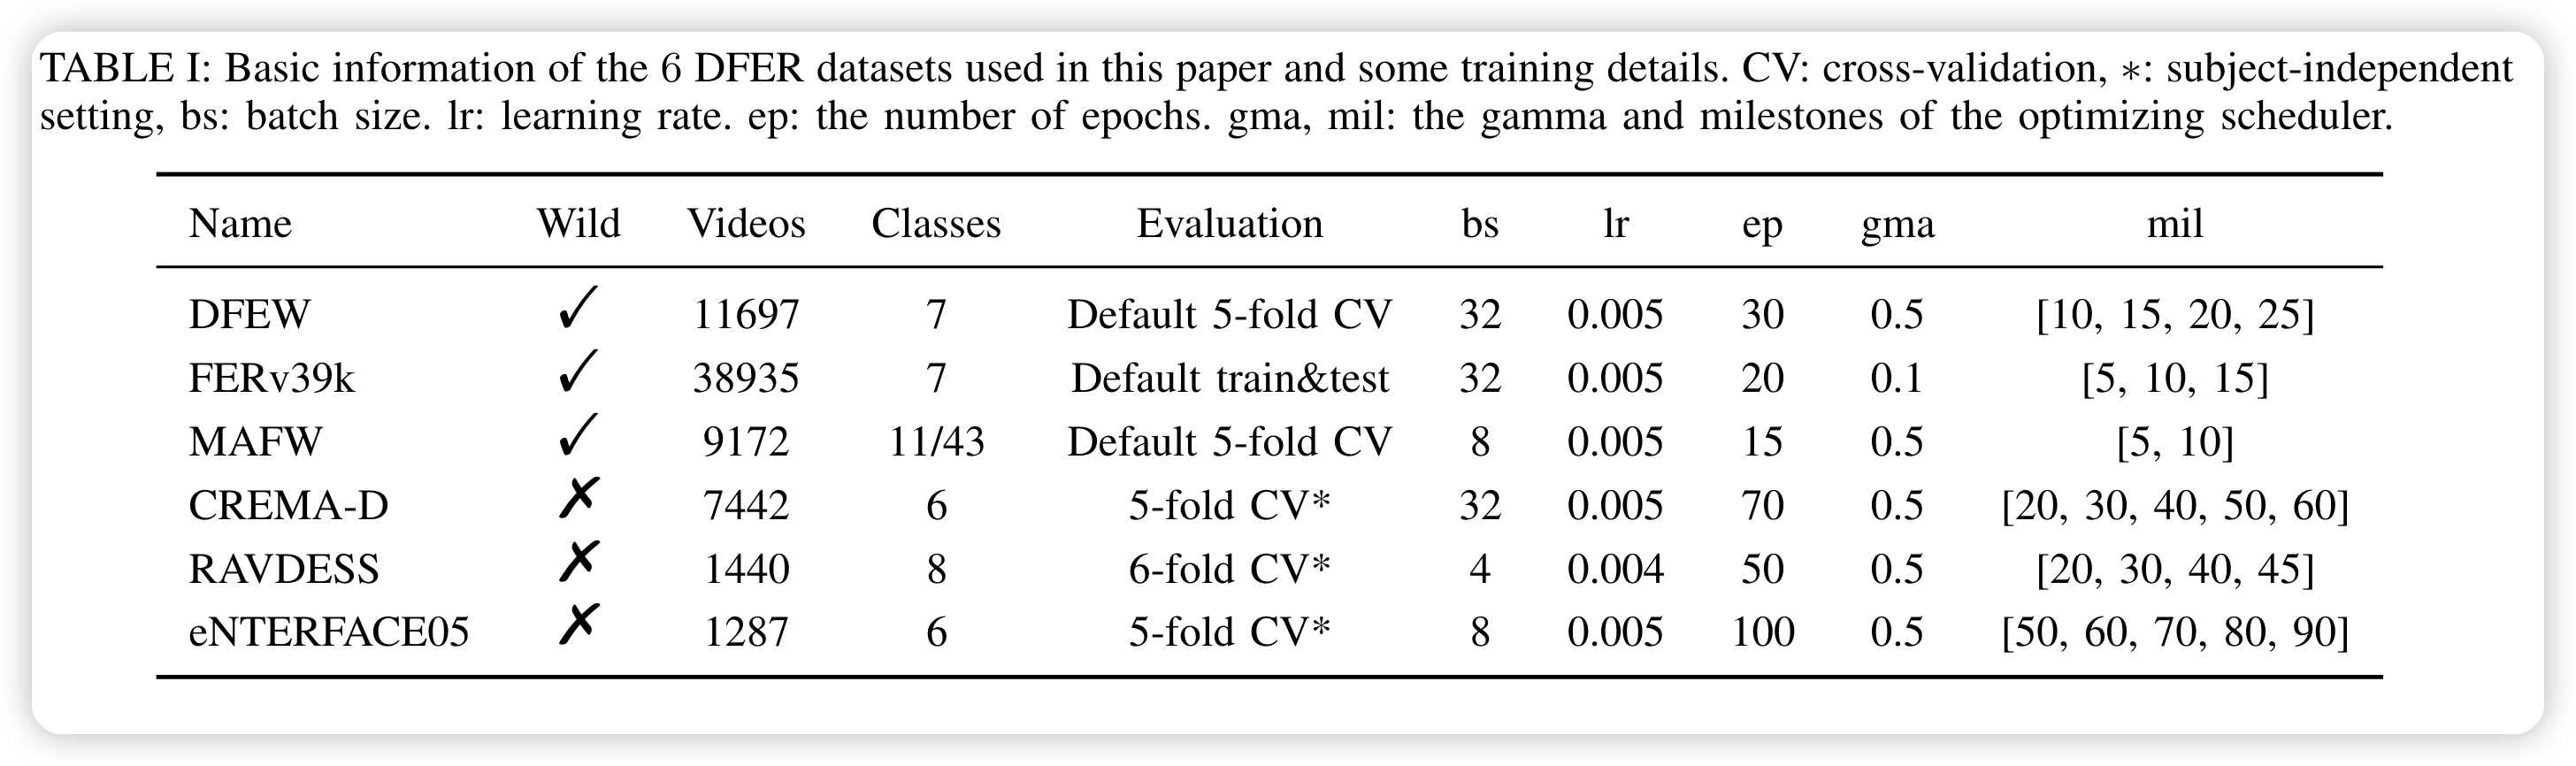 TABLE I: Basic information of the 6 DFER datasets used in this paper and some training details. CV: cross-validation, ∗: subject-independent
setting, bs: batch size. lr: learning rate. ep: the number of epochs. gma, mil: the gamma and milestones of the optimizing scheduler.
Name Wild Videos Classes Evaluation bs lr ep gma mil
DFEW ✓ 11697 7 Default 5-fold CV 32 0.005 30 0.5 [10, 15, 20, 25]
FERv39k ✓ 38935 7 Default train&test 32 0.005 20 0.1 [5, 10, 15]
MAFW ✓ 9172 11/43 Default 5-fold CV 8 0.005 15 0.5 [5, 10]
CREMA-D ✗ 7442 6 5-fold CV* 32 0.005 70 0.5 [20, 30, 40, 50, 60]
RAVDESS ✗ 1440 8 6-fold CV* 4 0.004 50 0.5 [20, 30, 40, 45]
eNTERFACE05 ✗ 1287 6 5-fold CV* 8 0.005 100 0.5 [50, 60, 70, 80, 90]